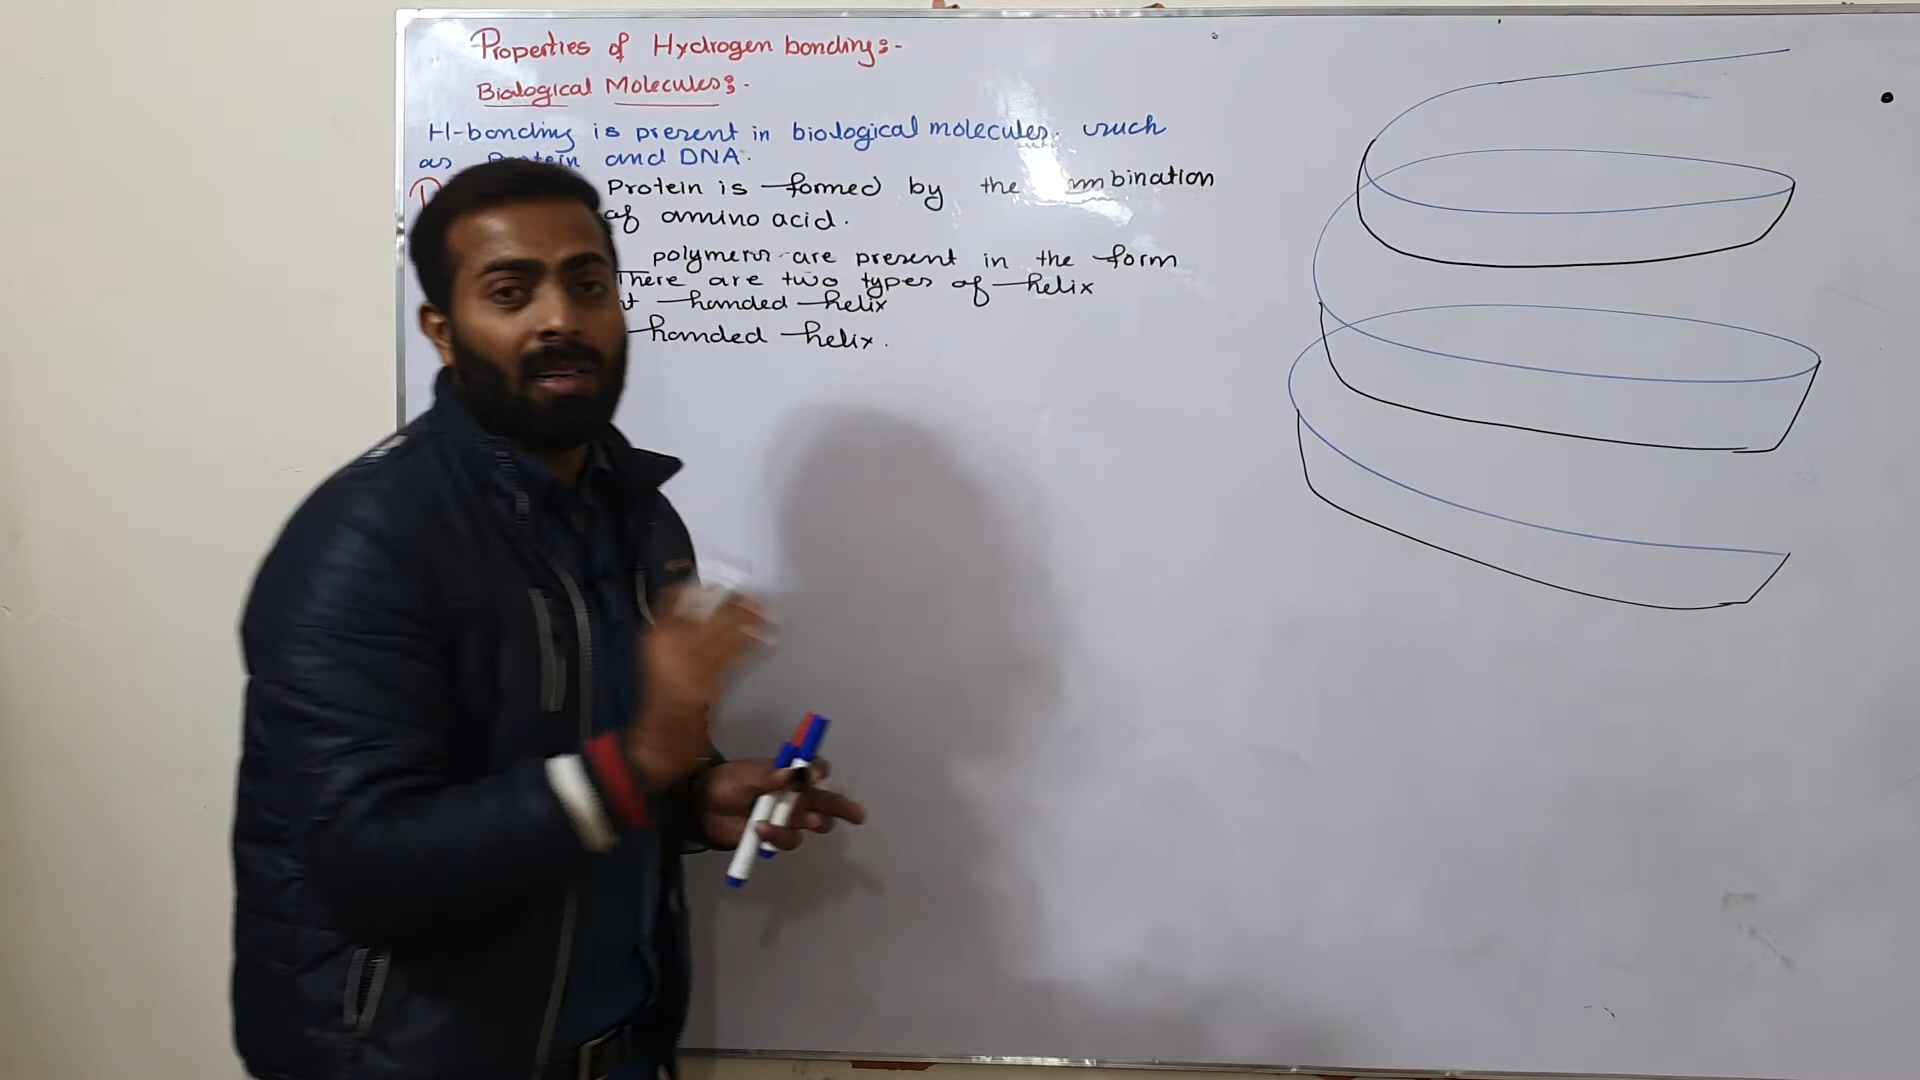 Properties of Hydrogen bonding:-
Biological Molecules:-
H-bonding is present in biological molecules. such
as Protein and DNA.
Protein is formed by the combination
of amino acid.
polymers are present in the form
There are two types of helix
handed helix
handed helix.